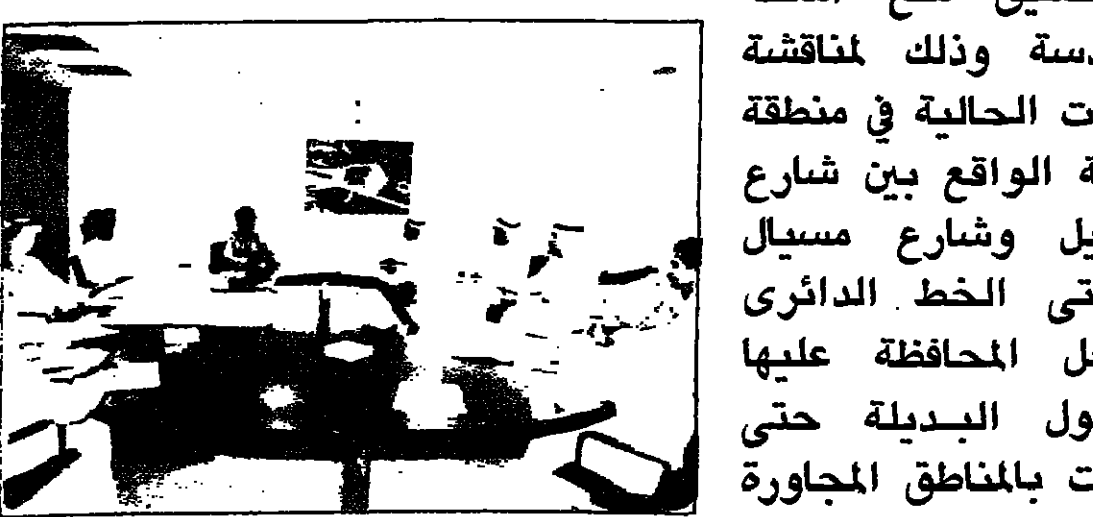 دسة وذلك لمناقشة
ت الحالية في منطقة
ة الواقع بين شارع
يل وشارع مسيال
تى الخط الدائرى
ل المحافظة عليها
ول البديلة حتى
ت بالمناطق المجاورة